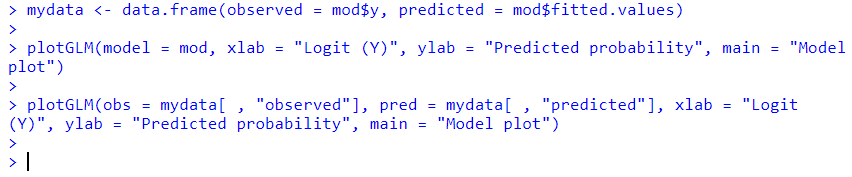 > mydata <- data.frame(observed = mod$y, predicted = mod$fitted.values)
>
> plotGLM(model = mod, xlab = "Logit (Y)", ylab = "Predicted probability", main = "Model
plot")
>
> plotGLM(obs = mydata[ , "observed"], pred = mydata[ , "predicted"], xlab = "Logit
(Y)", ylab = "Predicted probability", main = "Model plot")
>
>